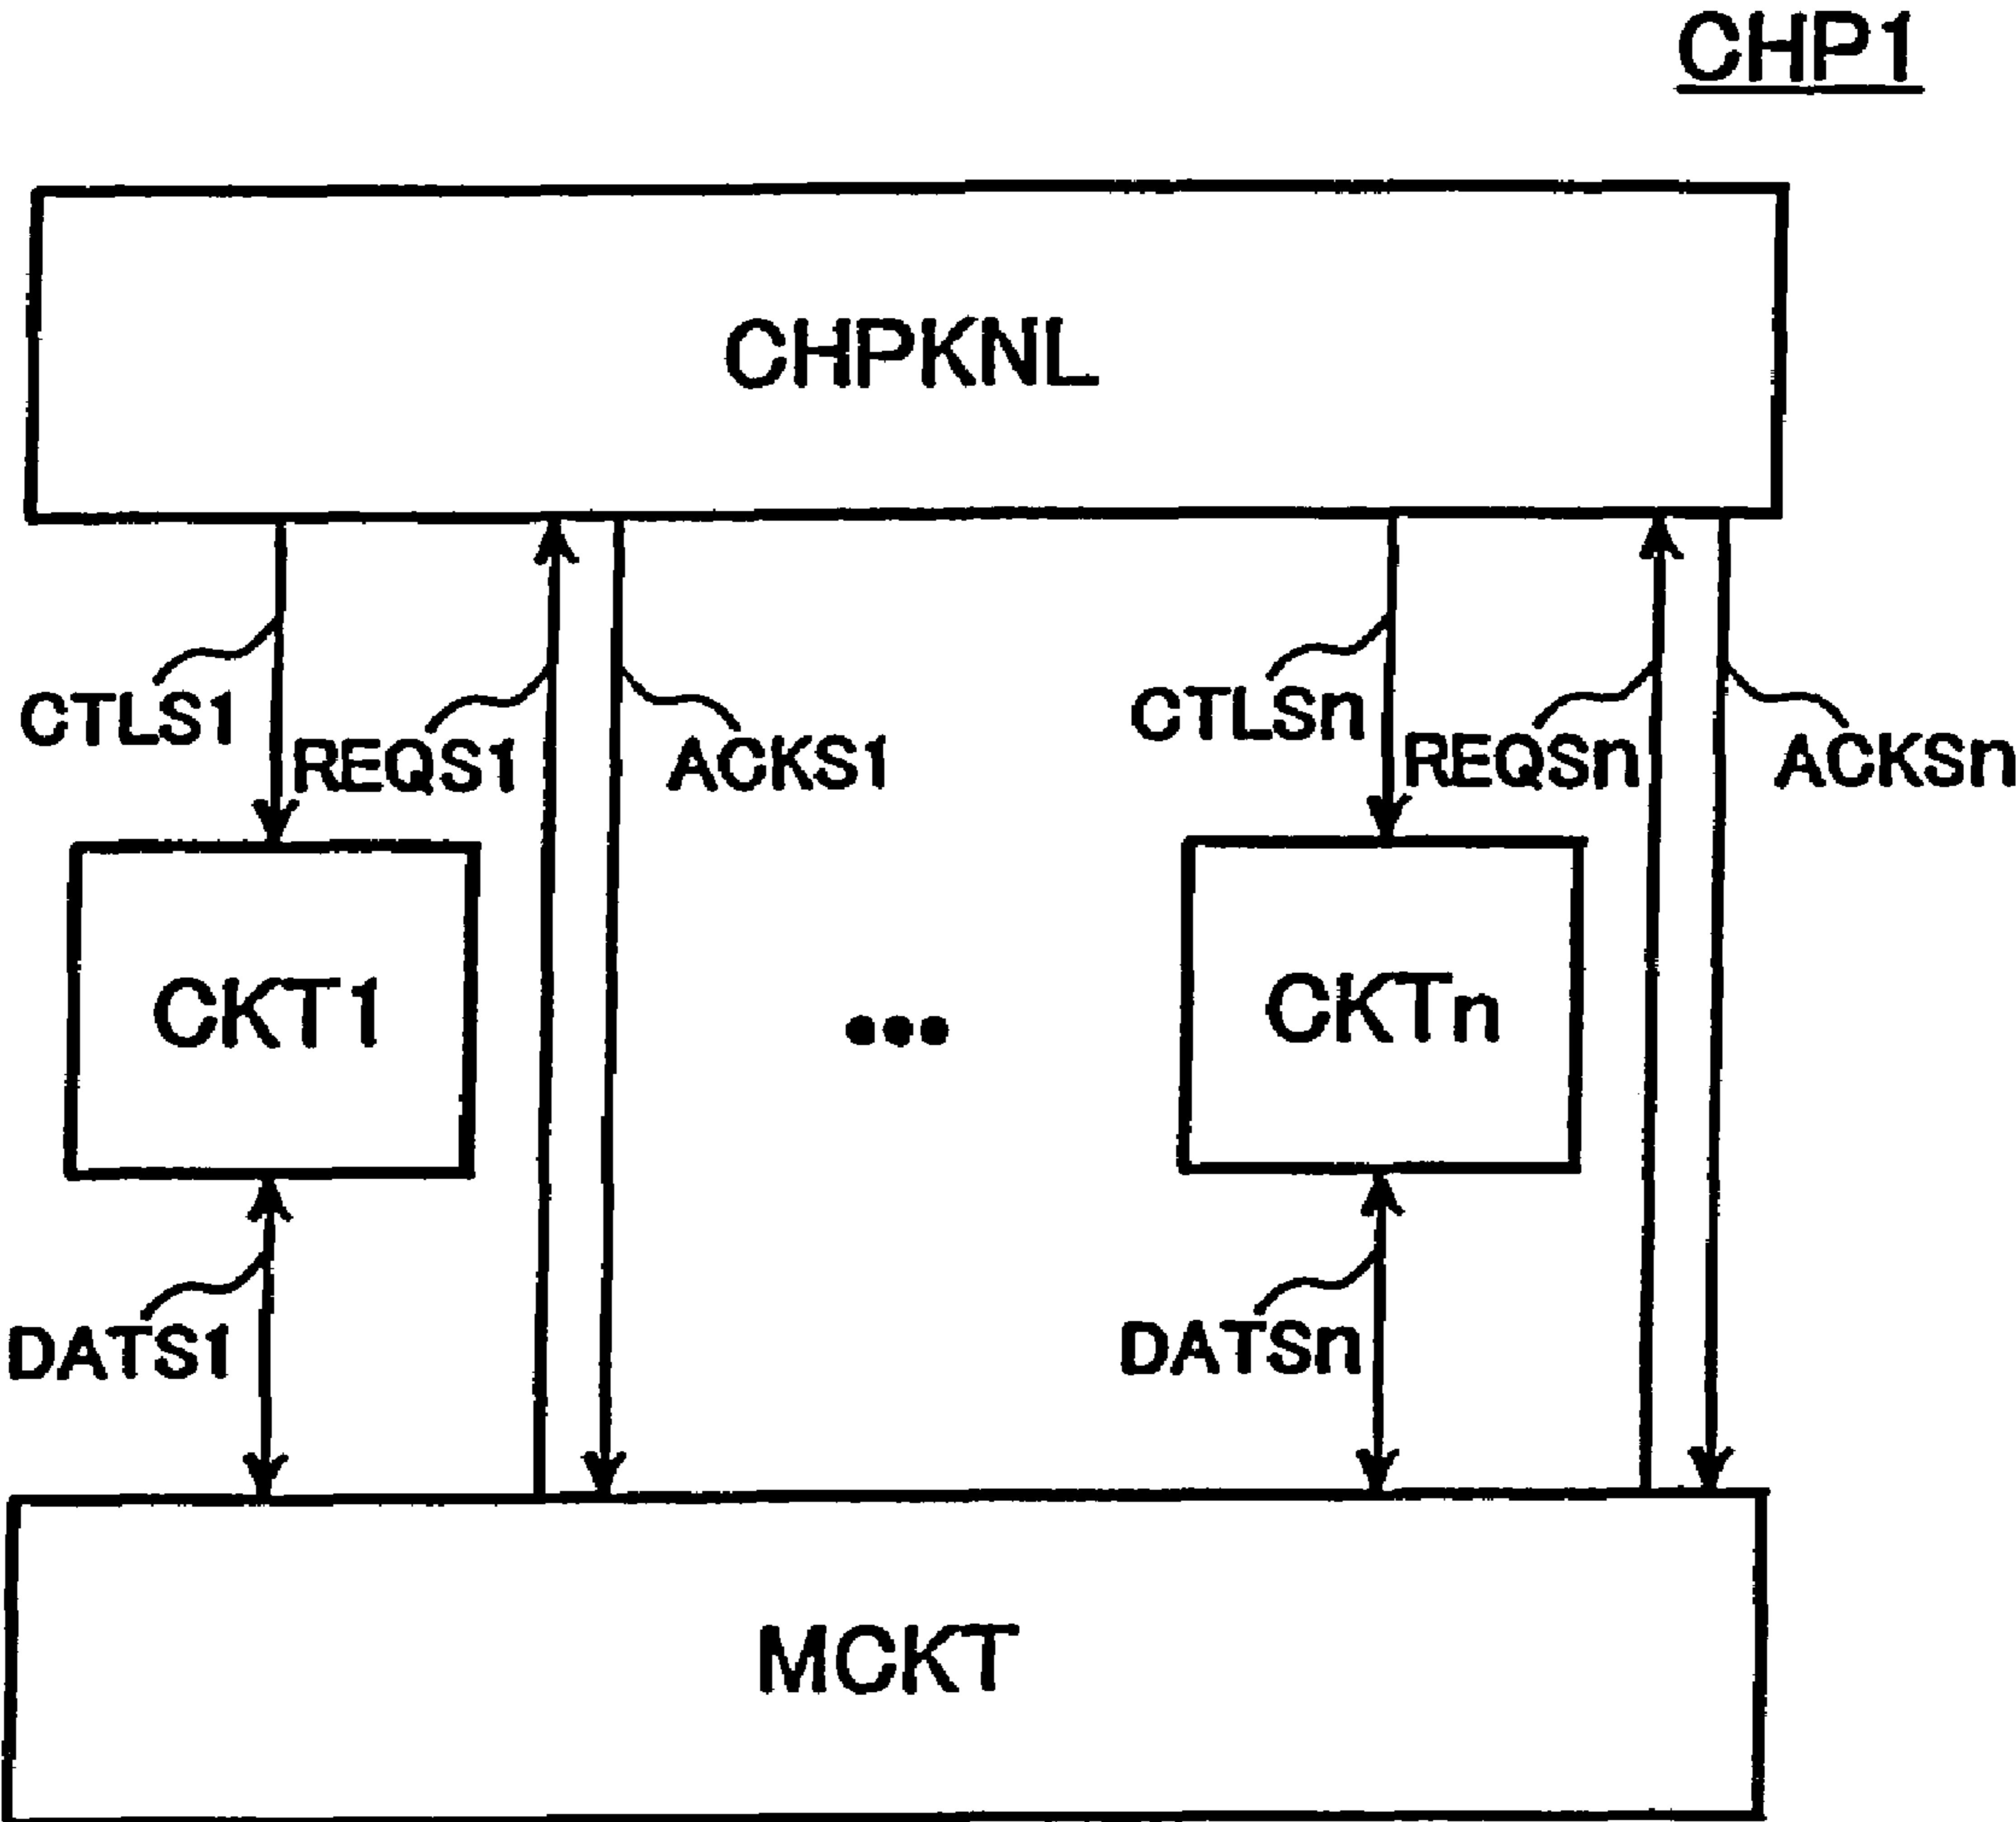 CHP1
CHPKNL
CTLS1
REQS1
ACKS1
CTLSn
REQSn
ACKSn
CKT1
•••
CKTn
DATS1
DATSn
MCKT